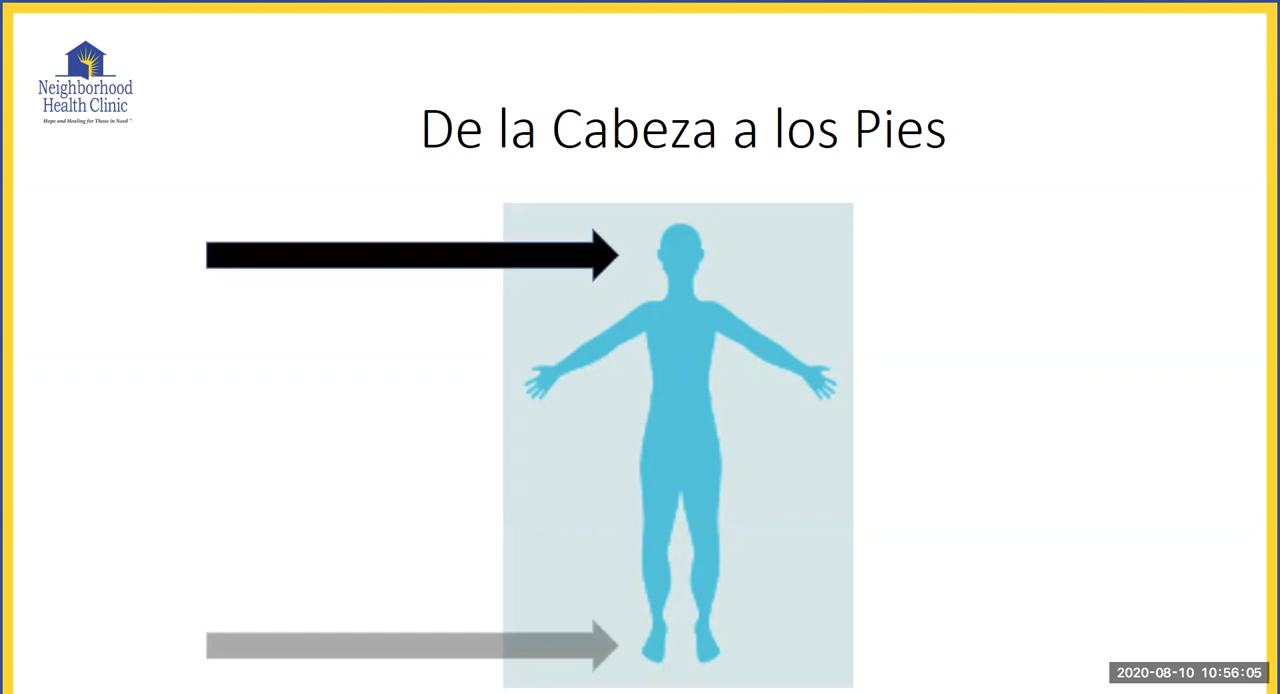 Neighborhood
Health Clinic
Hope and Healing for Those in Need™
De la Cabeza a los Pies
2020-08-10 10:56:05